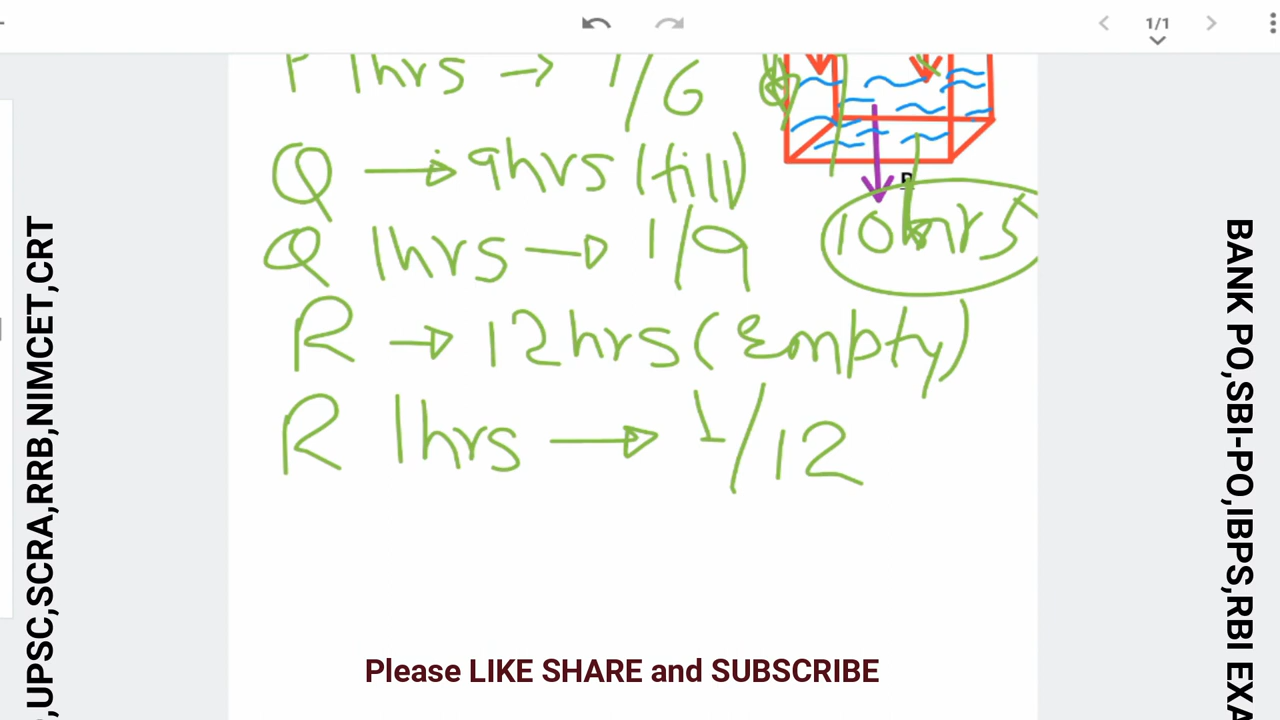 1/1
P 1hrs → 1/6
Q → 9hrs (fill)
10hrs
Q 1hrs → 1/9
R → 12hrs (Empty)
R 1hrs → 1/12
Please LIKE SHARE and SUBSCRIBE
,UPSC,SCRA,RRB,NIMCET,CRT
BANK PO,SBI-PO,IBPS,RBI EXA